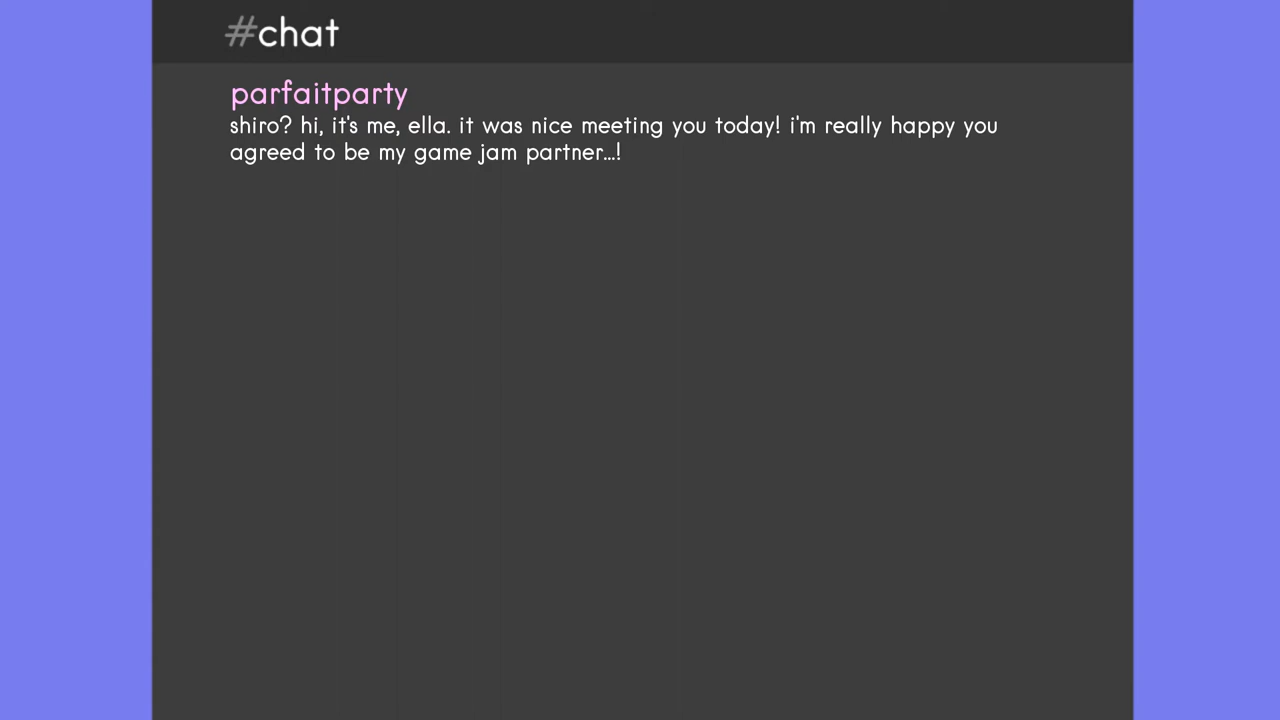 #chat
parfaitparty
shiro? hi, it's me, ella. it was nice meeting you today! i'm really happy you
agreed to be my game jam partner...!